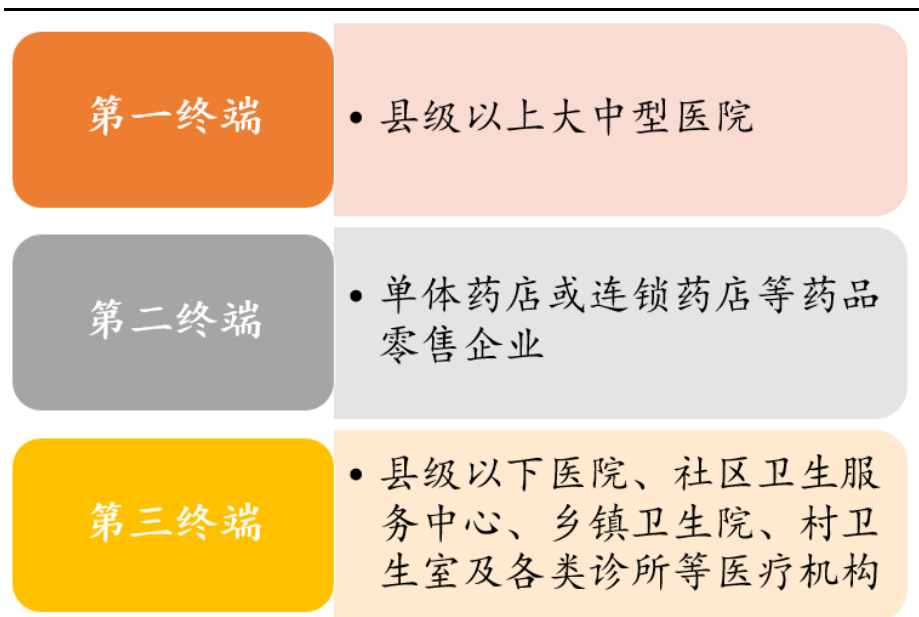 第一终端
• 县级以上大中型医院
第二终端
• 单体药店或连锁药店等药品
零售企业
第三终端
• 县级以下医院、社区卫生服
务中心、乡镇卫生院、村卫
生室及各类诊所等医疗机构